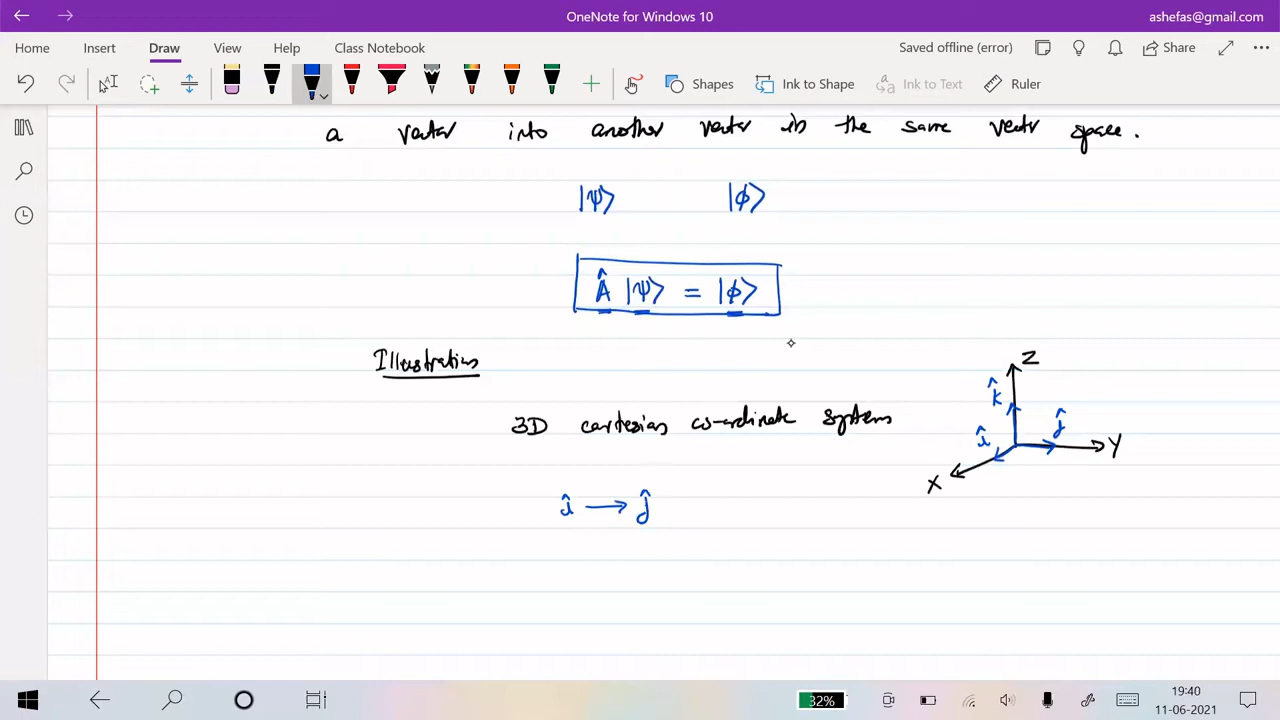 OneNote for Windows 10
ashefas@gmail.com
Home Insert Draw View Help Class Notebook
Saved offline (error) Share
Shapes Ink to Shape Ink to Text Ruler
a vector into another vector in the same vector space.
|ψ⟩ |ϕ⟩
Â |ψ⟩ = |ϕ⟩
Illustration
3D cartesian co-ordinate system
Z
k̂
ĵ
î
Y
X
î ⟶ ĵ
32%
19:40
11-06-2021